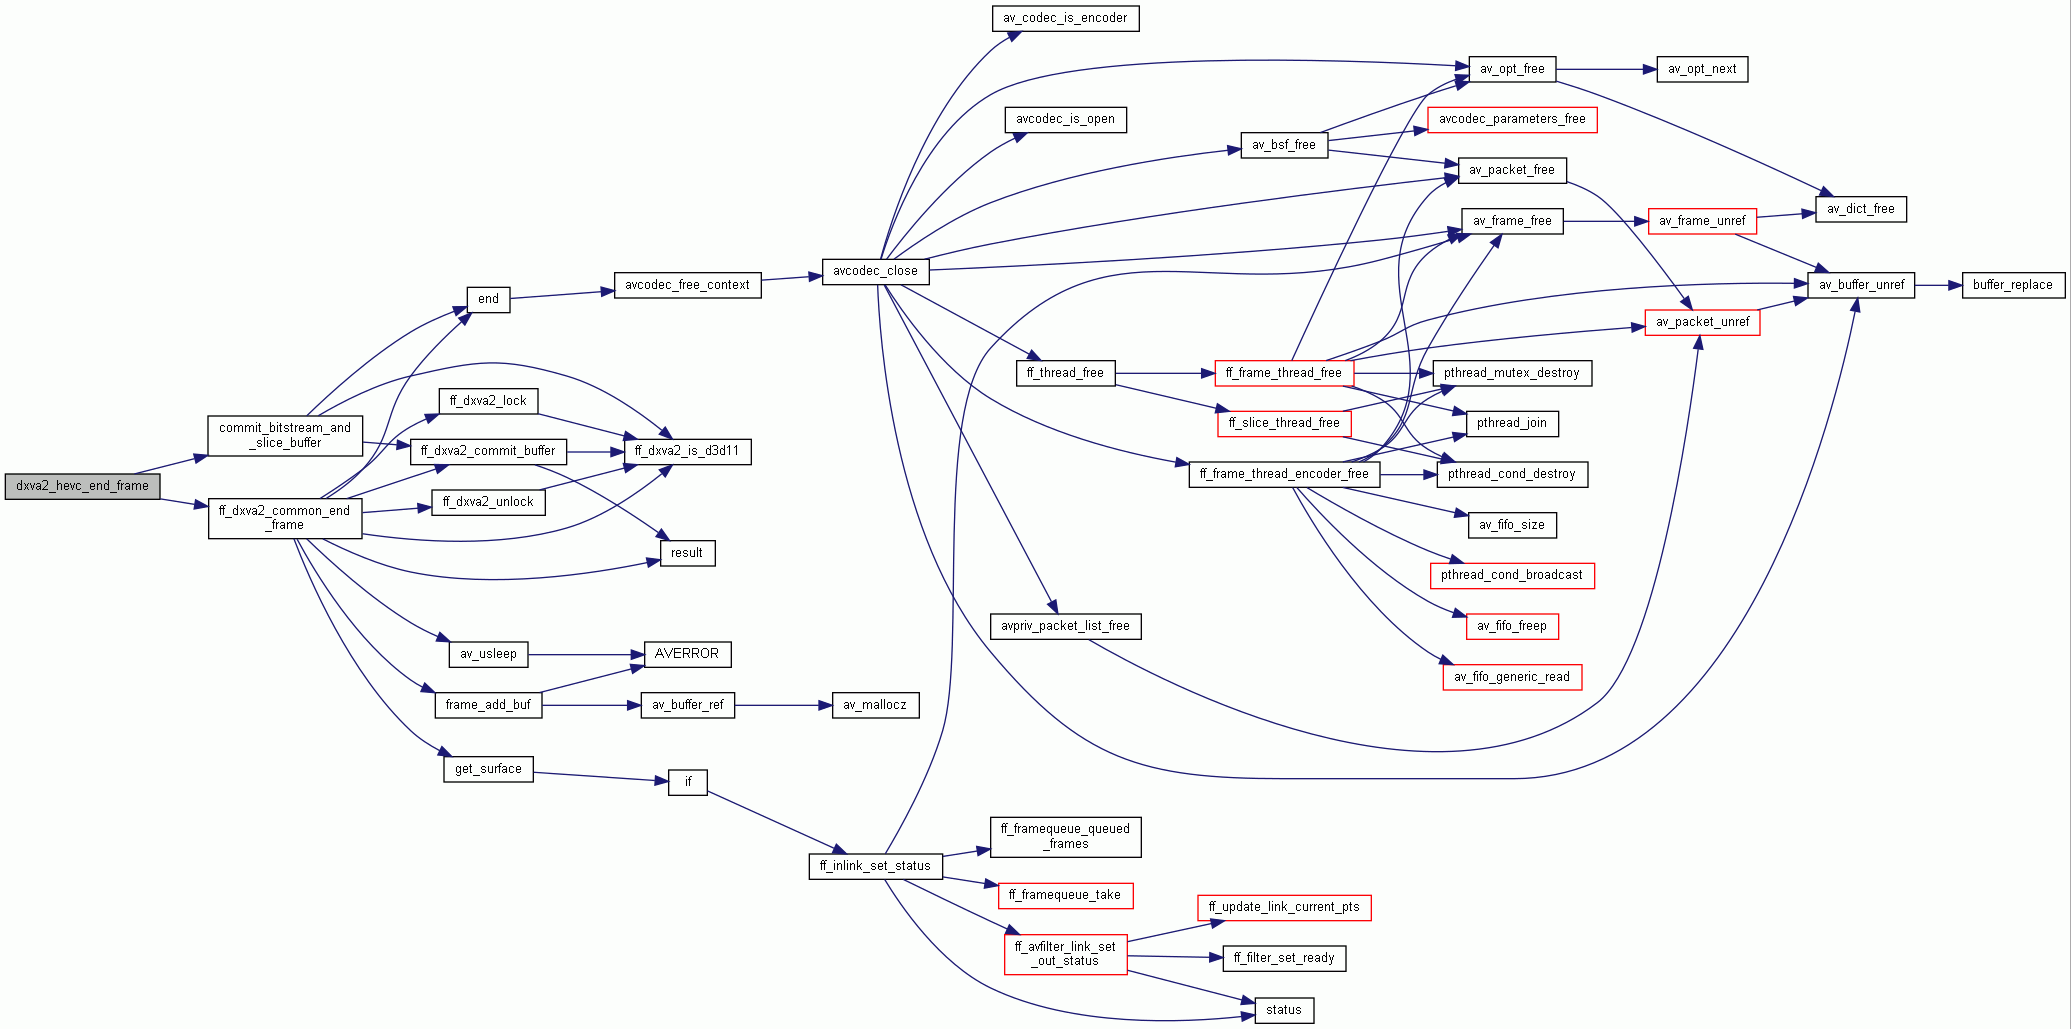 av_codec_is_encoder
av_opt_free
av_opt_next
avcodec_is_open
avcodec_parameters_free
av_bsf_free
av_packet_free
av_dict_free
av_frame_free
av_frame_unref
avcodec_close
avcodec_free_context
end
av_buffer_unref
buffer_replace
av_packet_unref
ff_thread_free
ff_frame_thread_free
pthread_mutex_destroy
ff_dxva2_lock
ff_slice_thread_free
pthread_join
commit_bitstream_and
_slice_buffer
ff_dxva2_commit_buffer
ff_dxva2_is_d3d11
ff_frame_thread_encoder_free
pthread_cond_destroy
dxva2_hevc_end_frame
ff_dxva2_unlock
ff_dxva2_common_end
_frame
av_fifo_size
result
pthread_cond_broadcast
avpriv_packet_list_free
av_fifo_freep
av_usleep
AVERROR
av_fifo_generic_read
frame_add_buf
av_buffer_ref
av_mallocz
get_surface
if
ff_framequeue_queued
_frames
ff_inlink_set_status
ff_framequeue_take
ff_update_link_current_pts
ff_avfilter_link_set
_out_status
ff_filter_set_ready
status